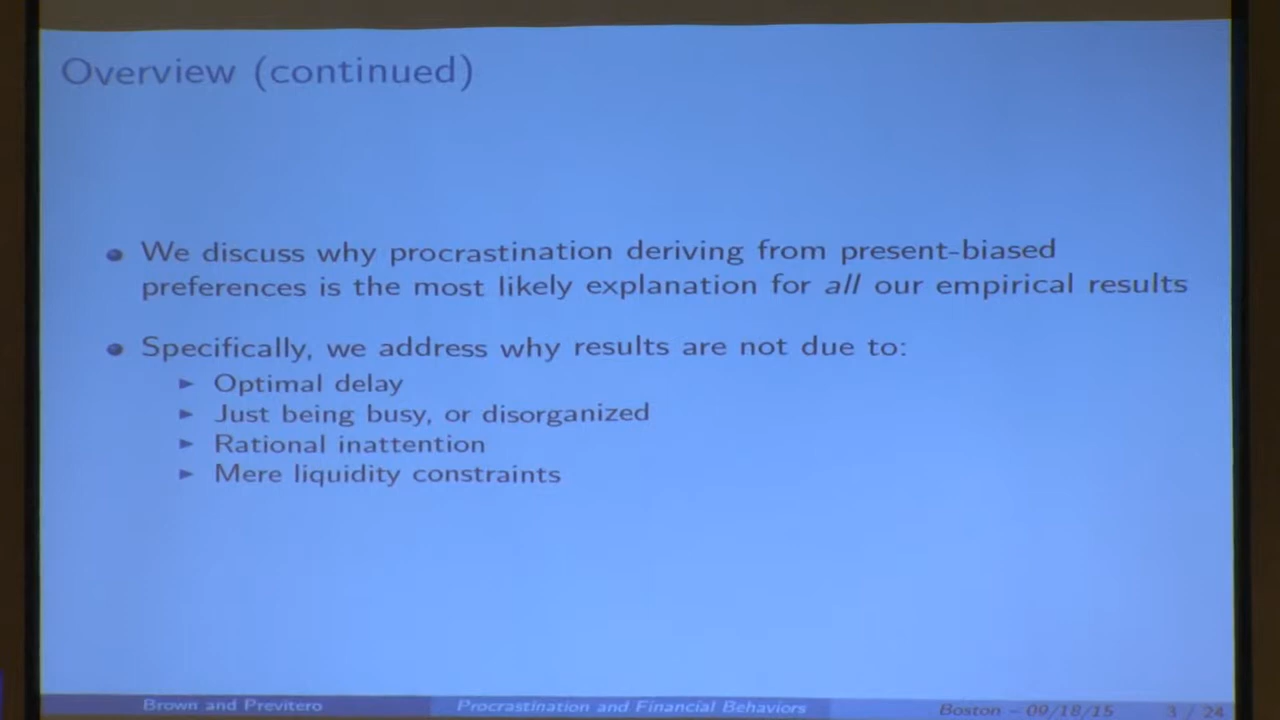 Overview (continued)
We discuss why procrastination deriving from present-biased
preferences is the most likely explanation for all our empirical results
Specifically, we address why results are not due to:
Optimal delay
Just being busy, or disorganized
Rational inattention
Mere liquidity constraints
Brown and Previtero
Procrastination and Financial Behaviors
Boston – 09/18/15
3 / 24